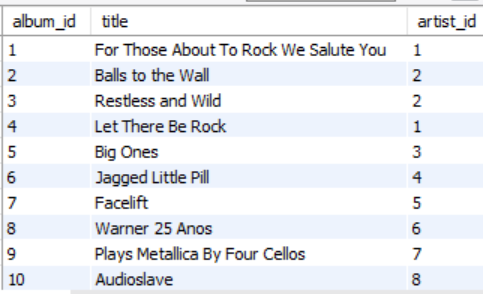 album_id title artist_id
1 For Those About To Rock We Salute You 1
2 Balls to the Wall 2
3 Restless and Wild 2
4 Let There Be Rock 1
5 Big Ones 3
6 Jagged Little Pill 4
7 Facelift 5
8 Warner 25 Anos 6
9 Plays Metallica By Four Cellos 7
10 Audioslave 8